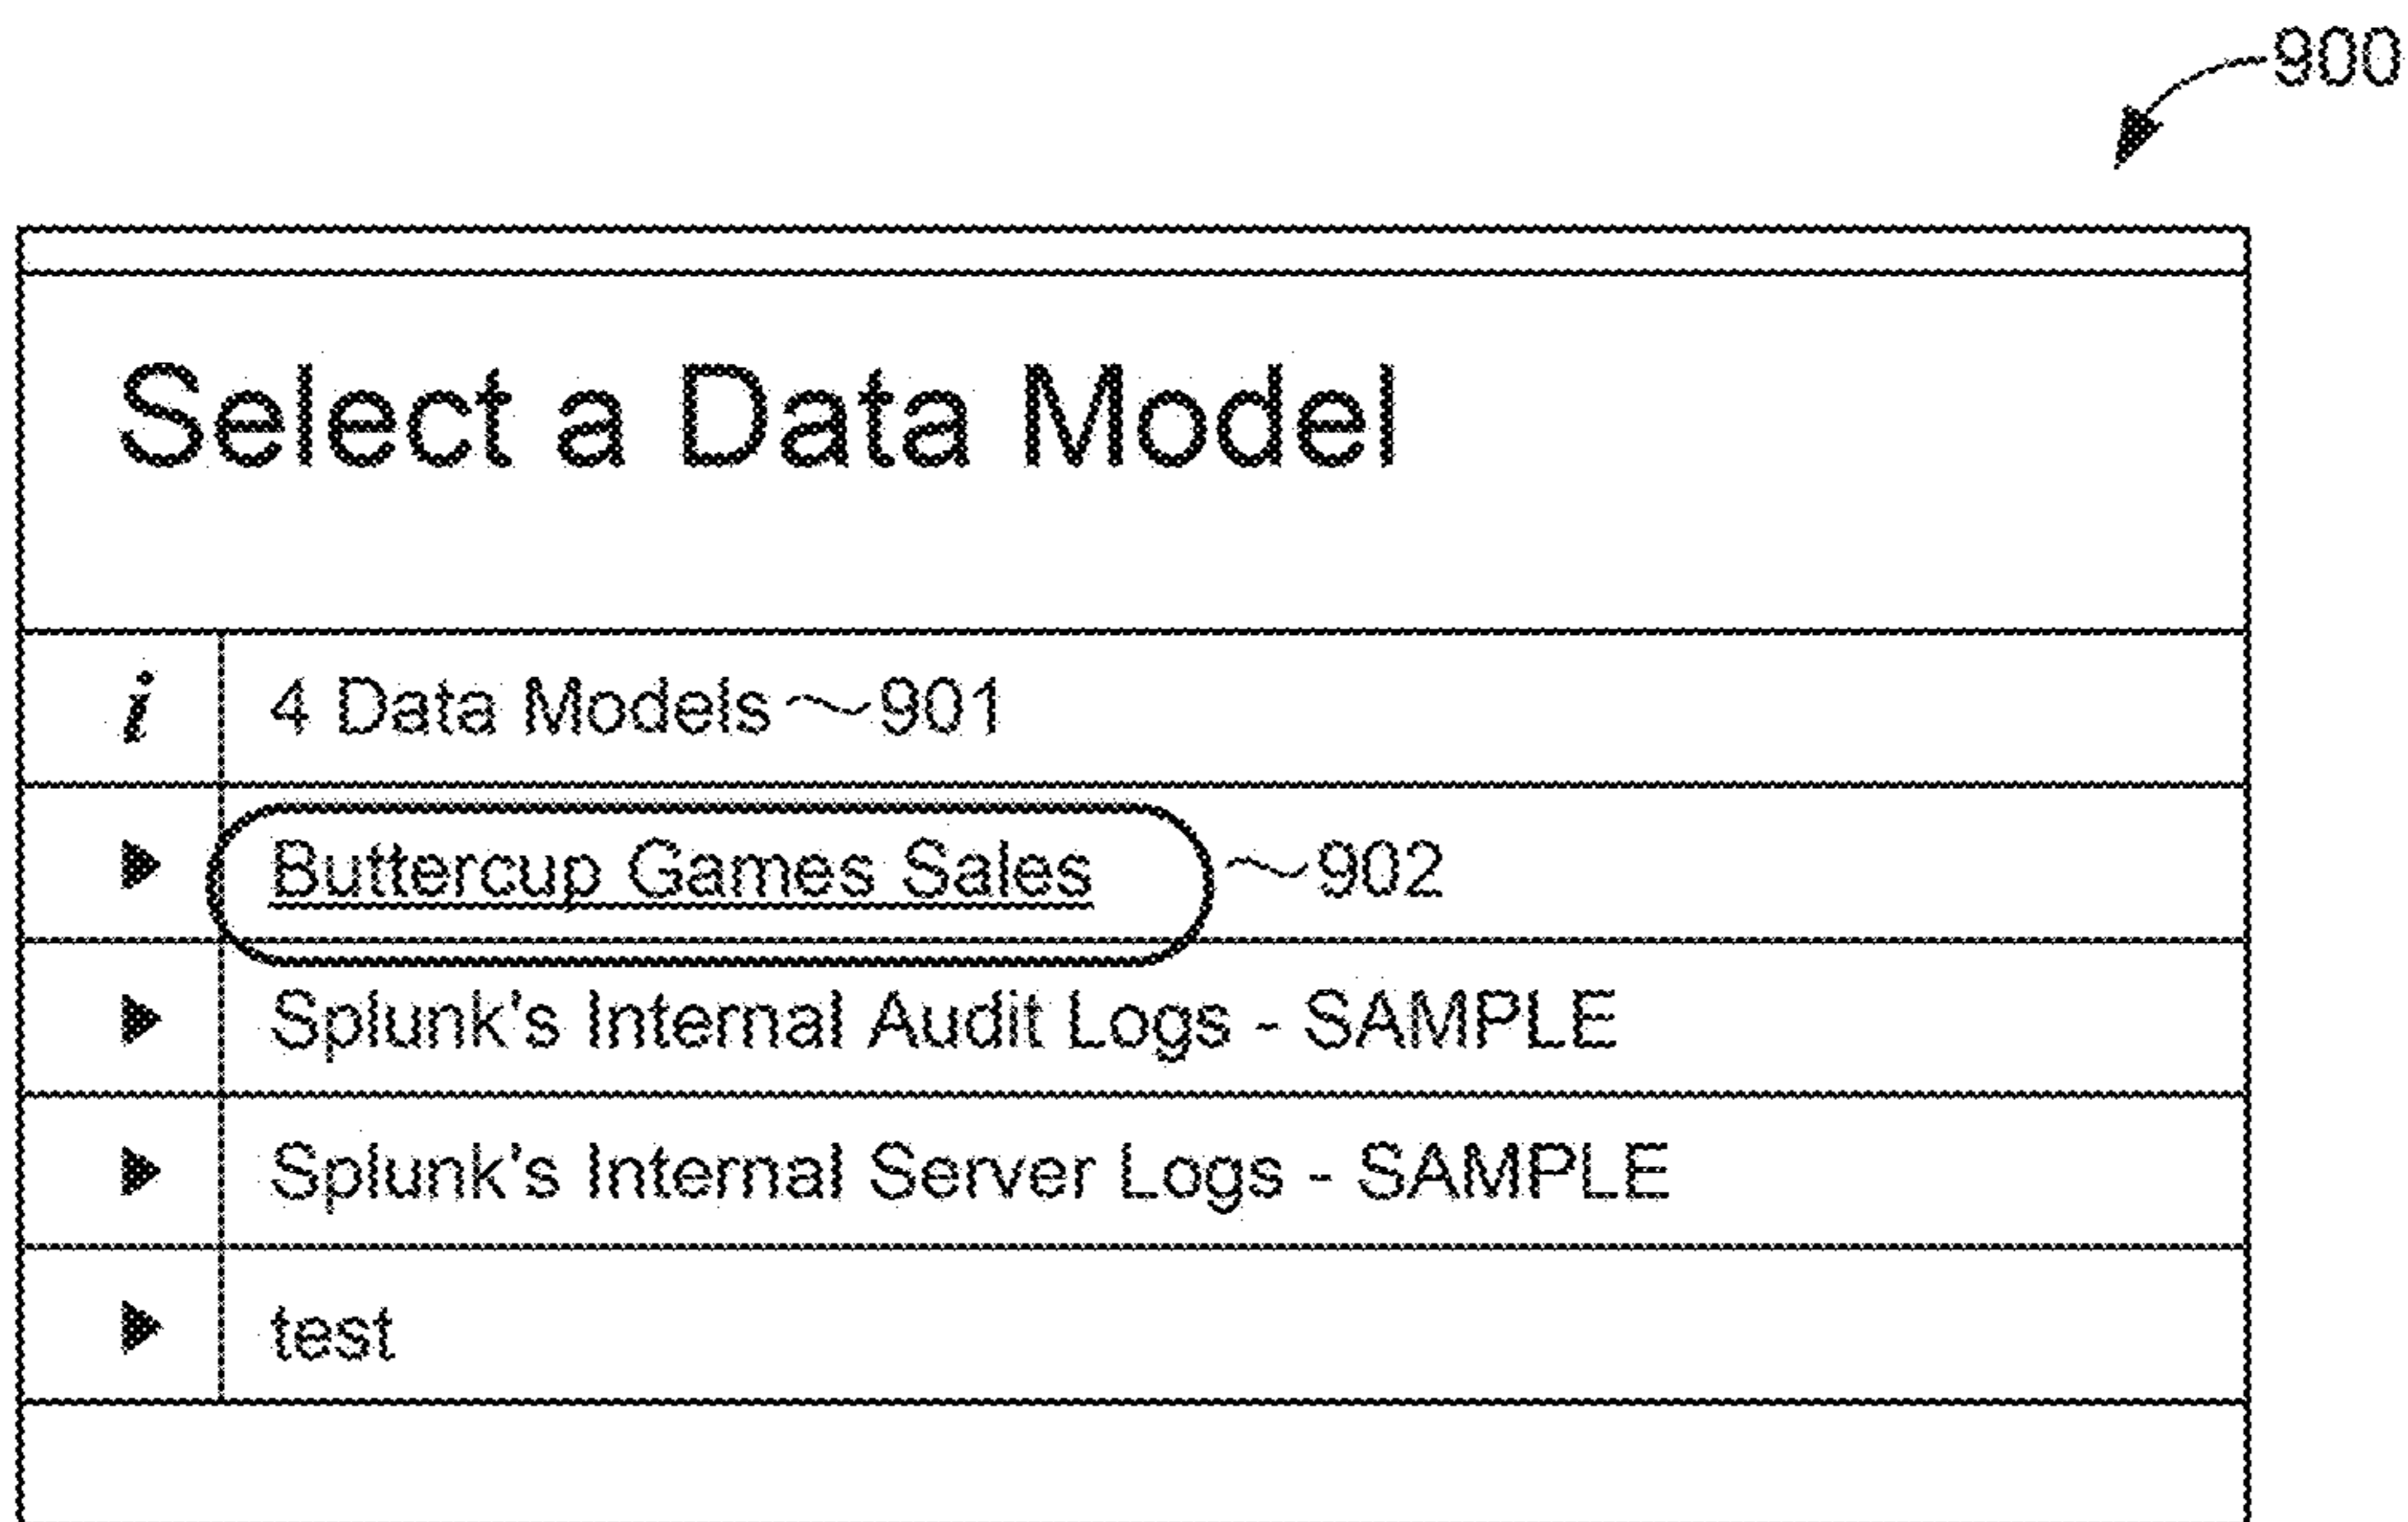 900
Select a Data Model
i 4 Data Models 901
Buttercup Games Sales 902
Splunk's Internal Audit Logs - SAMPLE
Splunk's Internal Server Logs - SAMPLE
test